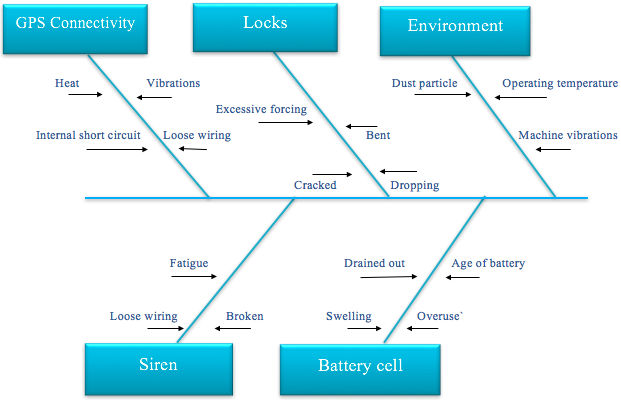 GPS Connectivity
Locks
Environment
Heat
Vibrations
Dust particle
Operating temperature
Excessive forcing
Internal short circuit
Loose wiring
Bent
Machine vibrations
Cracked
Dropping
Fatigue
Drained out
Age of battery
Loose wiring
Broken
Swelling
Overuse`
Siren
Battery cell